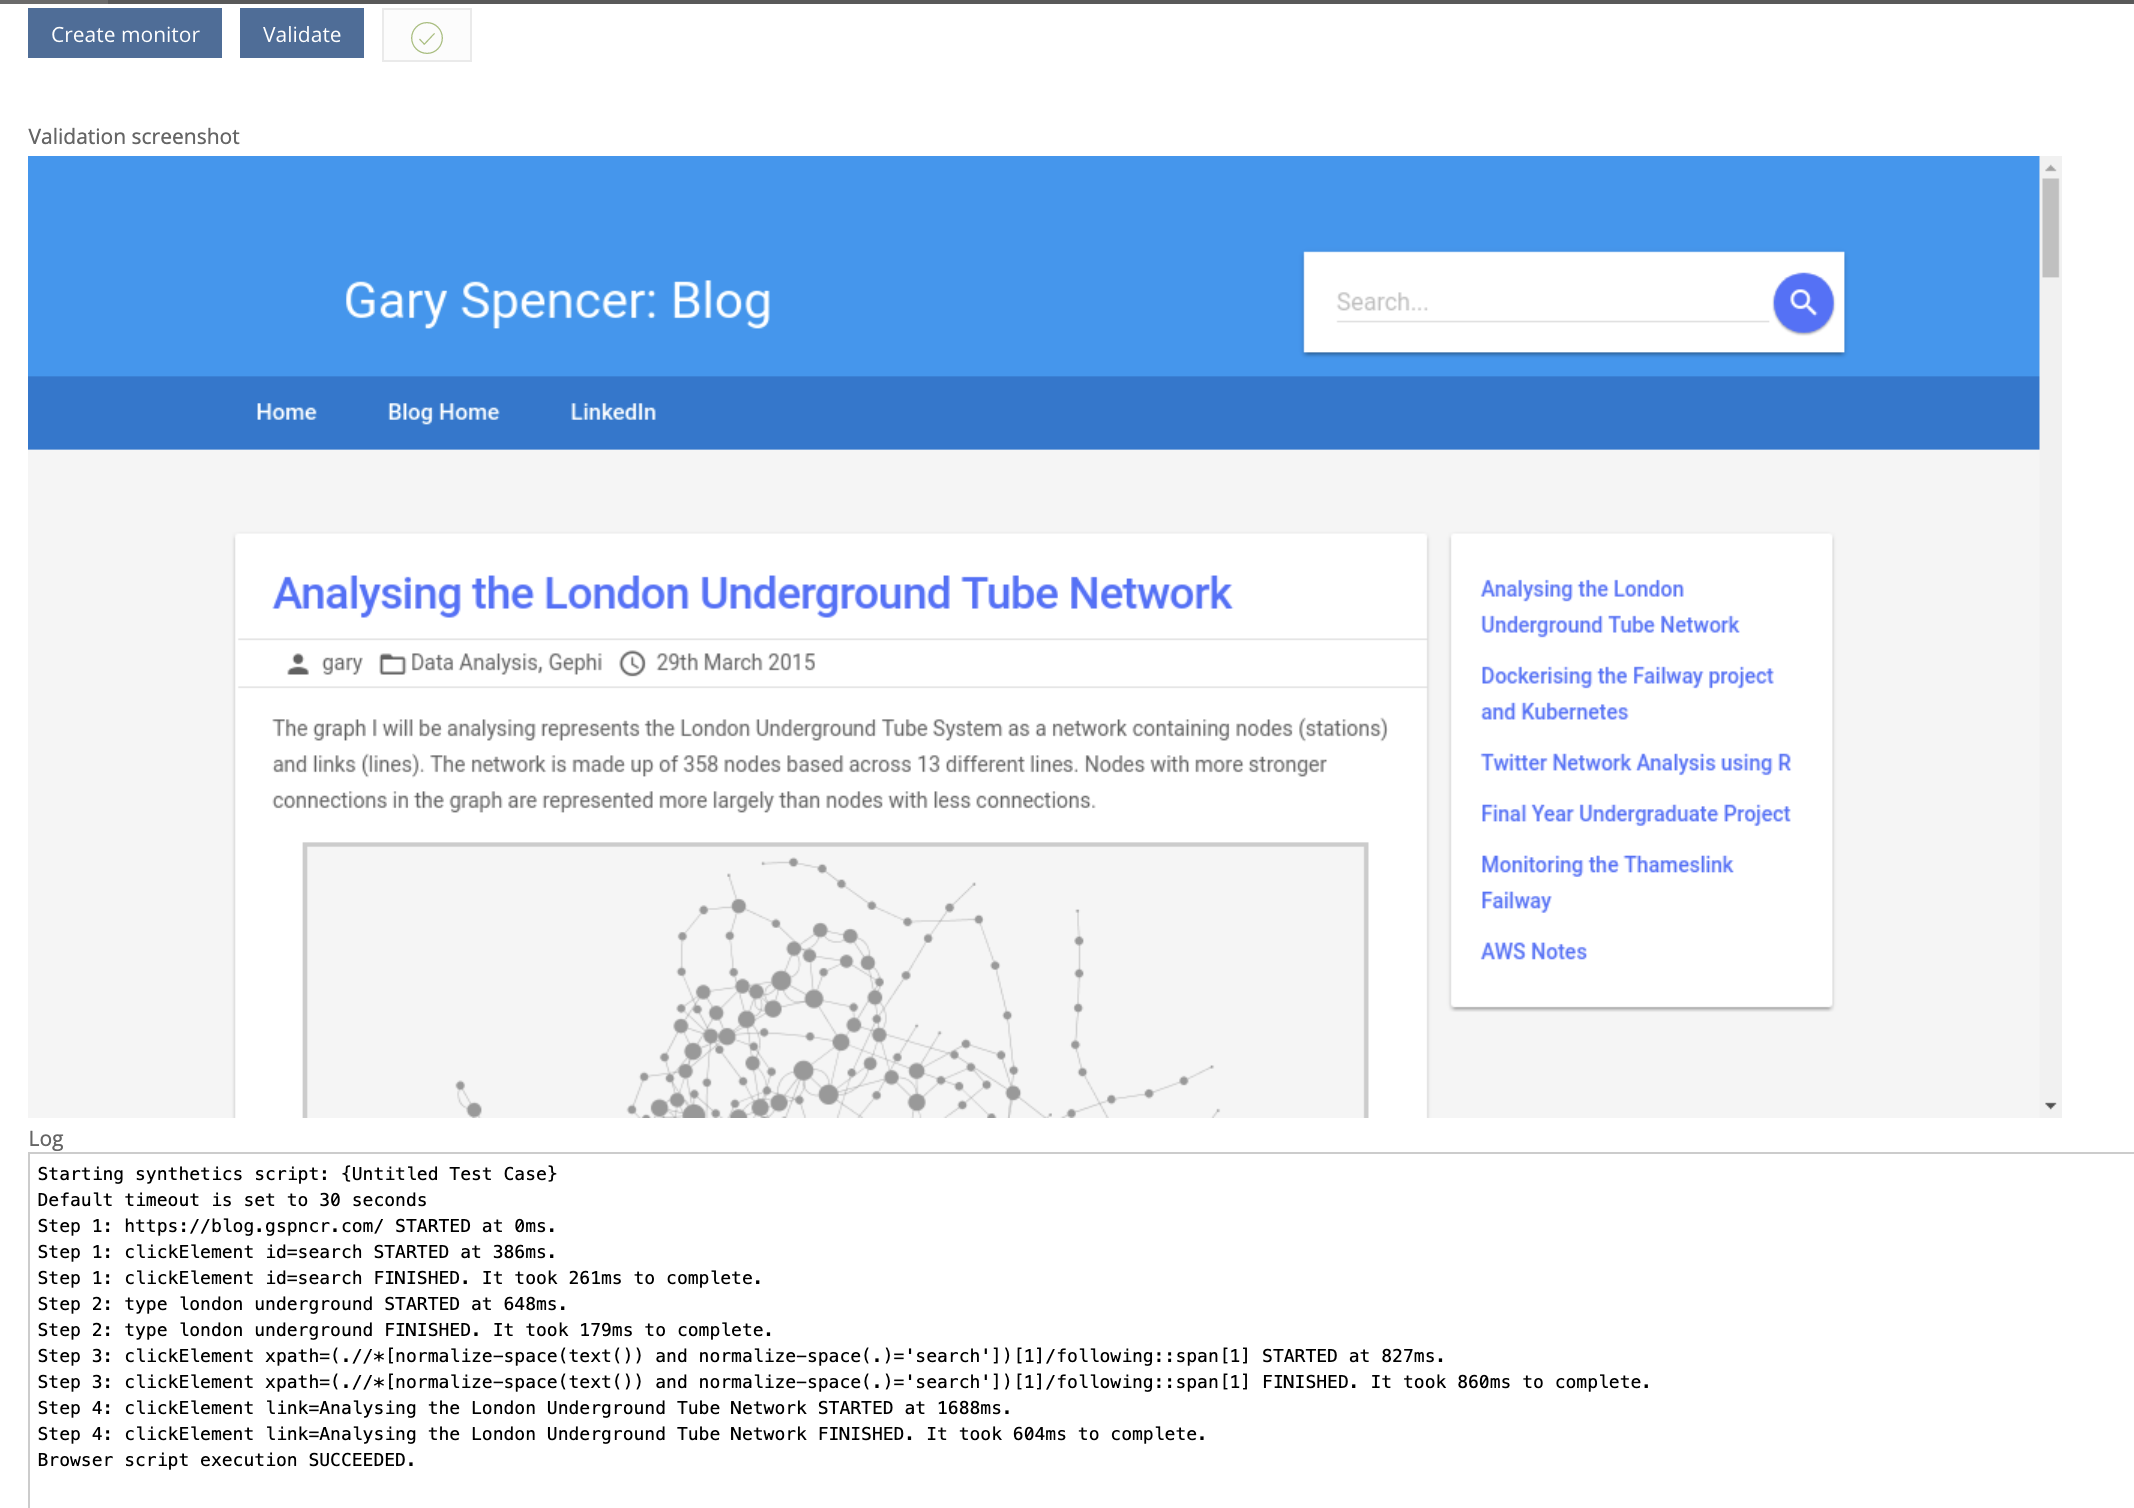 Create monitor
Validate
Validation screenshot
Gary Spencer: Blog
Search...
Home
Blog Home
LinkedIn
Analysing the London Underground Tube Network
gary
Data Analysis, Gephi
29th March 2015
The graph I will be analysing represents the London Underground Tube System as a network containing nodes (stations)
and links (lines). The network is made up of 358 nodes based across 13 different lines. Nodes with more stronger
connections in the graph are represented more largely than nodes with less connections.
Analysing the London
Underground Tube Network
Dockerising the Failway project
and Kubernetes
Twitter Network Analysis using R
Final Year Undergraduate Project
Monitoring the Thameslink
Failway
AWS Notes
Log
Starting synthetics script: {Untitled Test Case}
Default timeout is set to 30 seconds
Step 1: https://blog.gspncr.com/ STARTED at 0ms.
Step 1: clickElement id=search STARTED at 386ms.
Step 1: clickElement id=search FINISHED. It took 261ms to complete.
Step 2: type london underground STARTED at 648ms.
Step 2: type london underground FINISHED. It took 179ms to complete.
Step 3: clickElement xpath=(.//*[normalize-space(text()) and normalize-space(.)='search'])[1]/following::span[1] STARTED at 827ms.
Step 3: clickElement xpath=(.//*[normalize-space(text()) and normalize-space(.)='search'])[1]/following::span[1] FINISHED. It took 860ms to complete.
Step 4: clickElement link=Analysing the London Underground Tube Network STARTED at 1688ms.
Step 4: clickElement link=Analysing the London Underground Tube Network FINISHED. It took 604ms to complete.
Browser script execution SUCCEEDED.